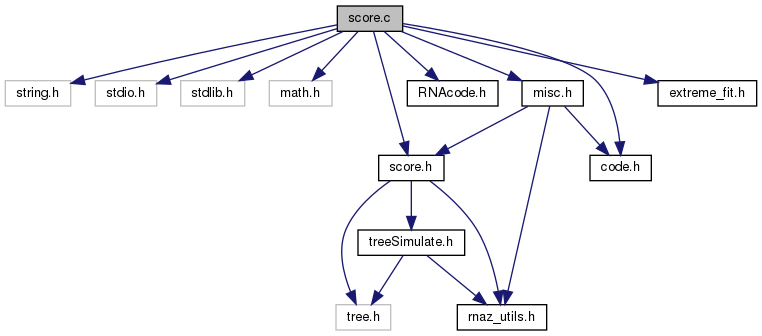 score.c
string.h
stdio.h
stdlib.h
math.h
RNAcode.h
misc.h
extreme_fit.h
score.h
code.h
treeSimulate.h
tree.h
rnaz_utils.h